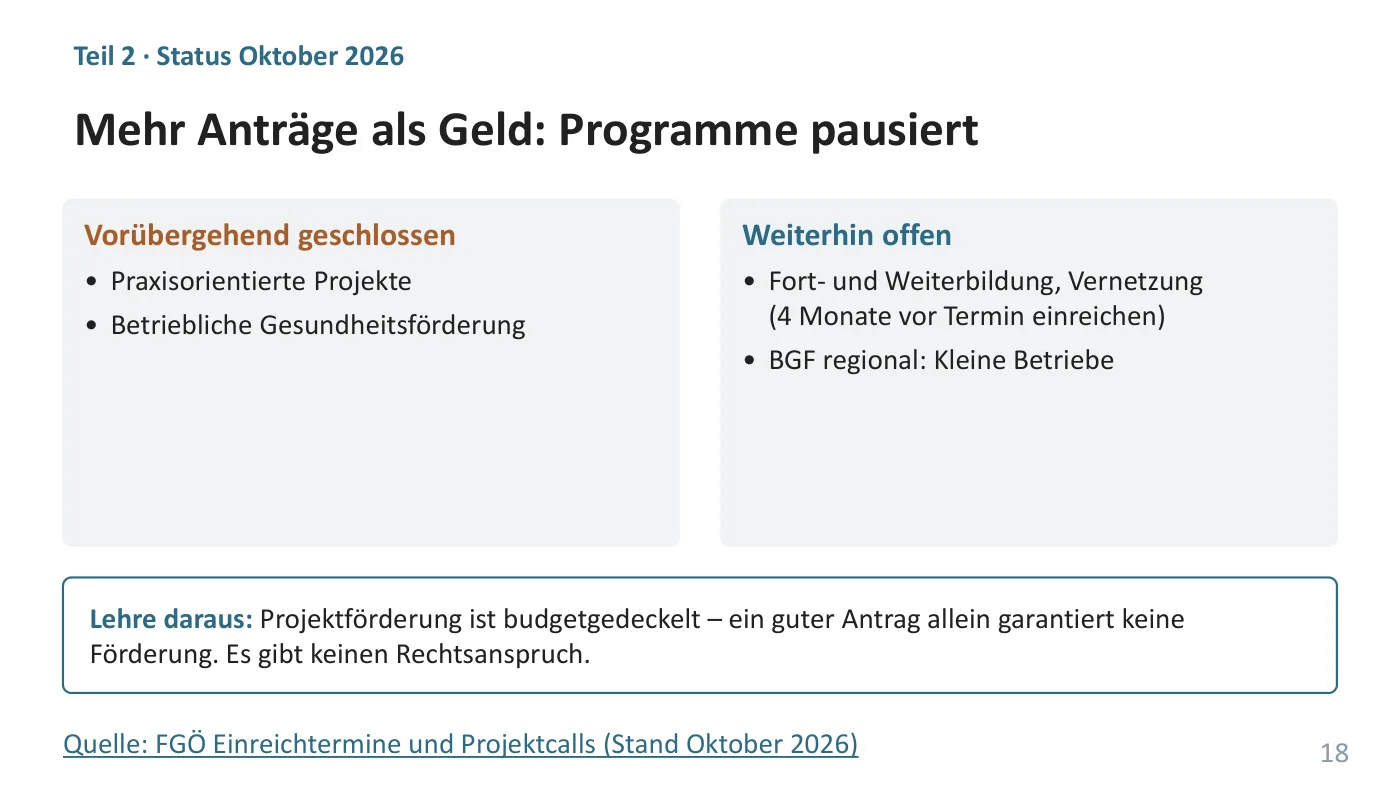 Teil 2 · Status Oktober 2026
Mehr Anträge als Geld: Programme pausiert
Vorübergehend geschlossen
• Praxisorientierte Projekte
• Betriebliche Gesundheitsförderung
Weiterhin offen
• Fort- und Weiterbildung, Vernetzung
(4 Monate vor Termin einreichen)
• BGF regional: Kleine Betriebe
Lehre daraus: Projektförderung ist budgetgedeckelt – ein guter Antrag allein garantiert keine
Förderung. Es gibt keinen Rechtsanspruch.
Quelle: FGÖ Einreichtermine und Projektcalls (Stand Oktober 2026)
18